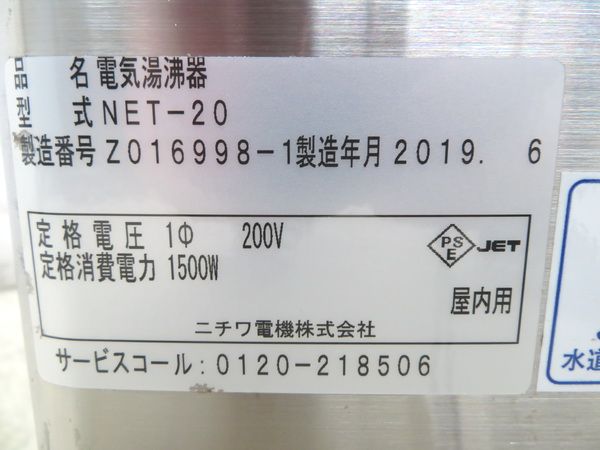 品 名 電気湯沸器
型 式 NET-20
製造番号 Z016998-1 製造年月 2019. 6
定格電圧 1Φ 200V
定格消費電力 1500W
PSE JET
屋内用
ニチワ電機株式会社
サービスコール:0120-218506
水道